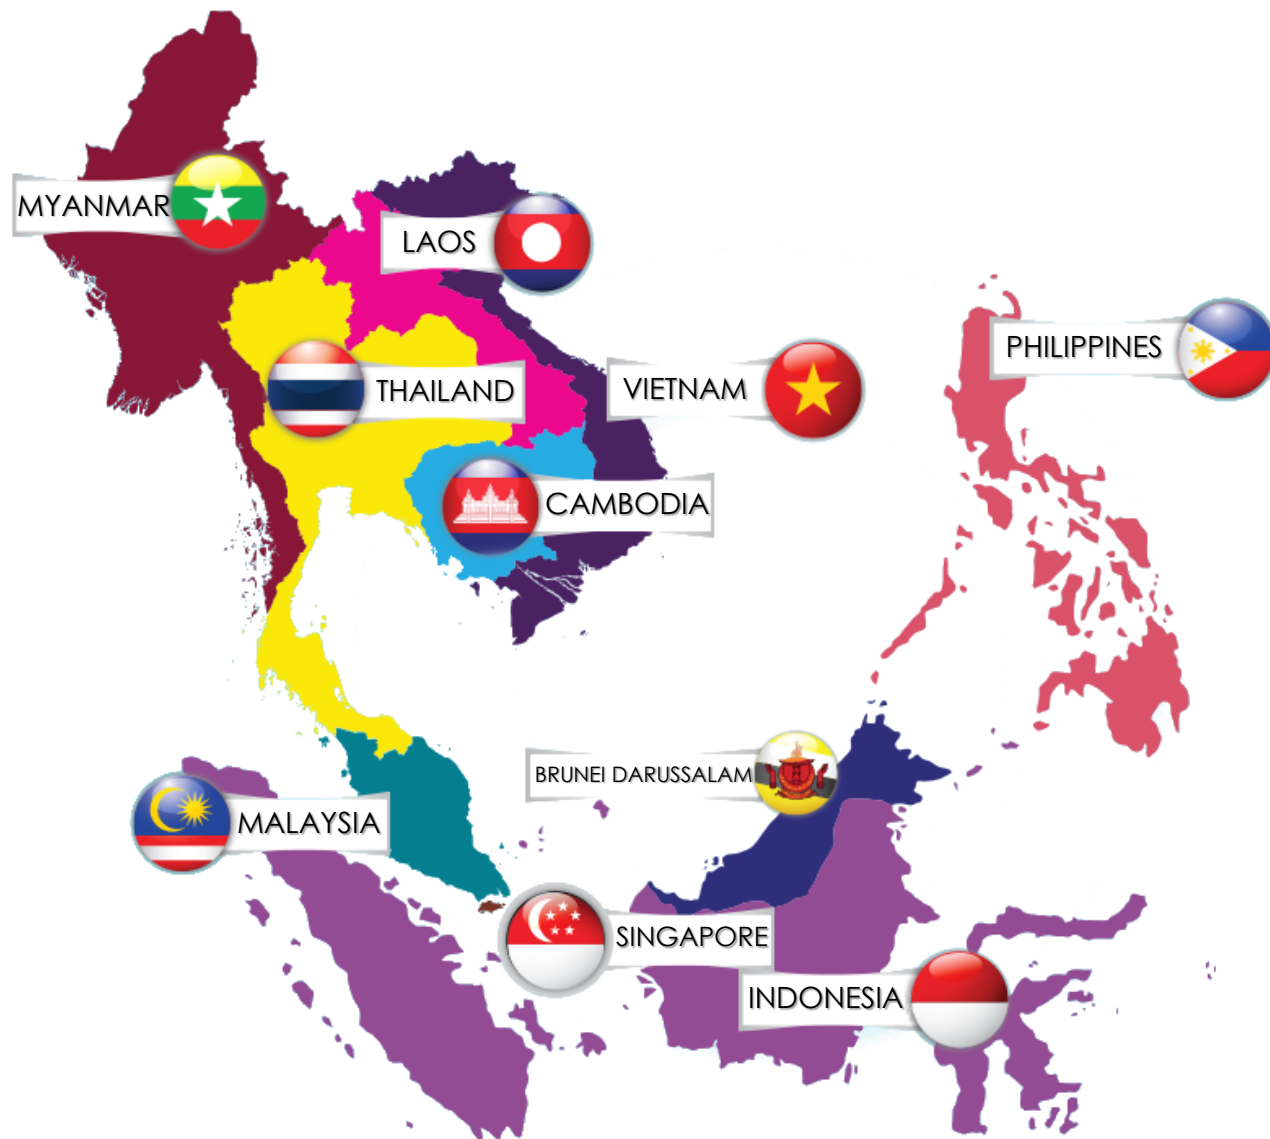 MYANMAR
LAOS
PHILIPPINES
THAILAND
VIETNAM
CAMBODIA
BRUNEI DARUSSALAM
MALAYSIA
SINGAPORE
INDONESIA